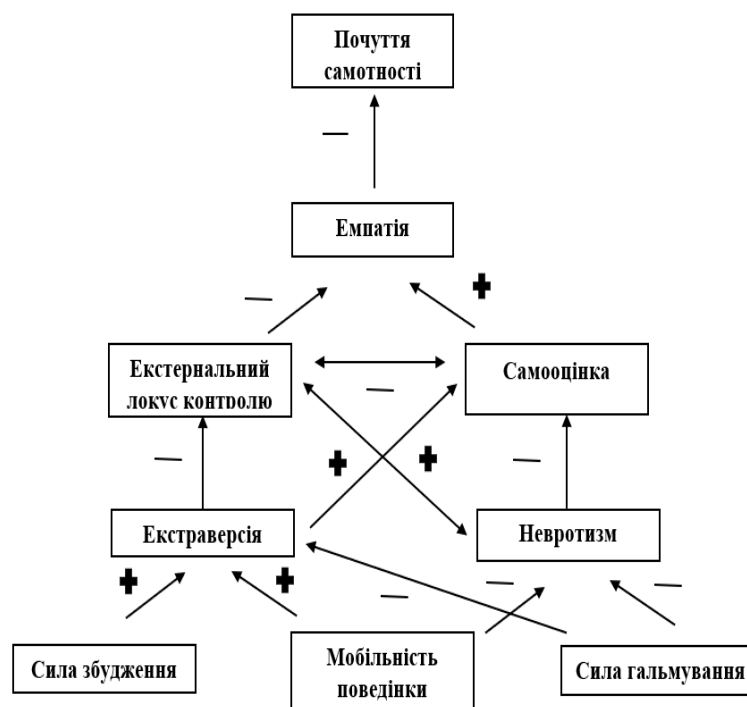 Почуття
самотності
—
Емпатія
—
+
Екстернальний
локус контролю
Самооцінка
—
+
+
—
—
Екстраверсія
Невротизм
+
+
—
—
—
Сила збудження
Мобільність
поведінки
Сила гальмування